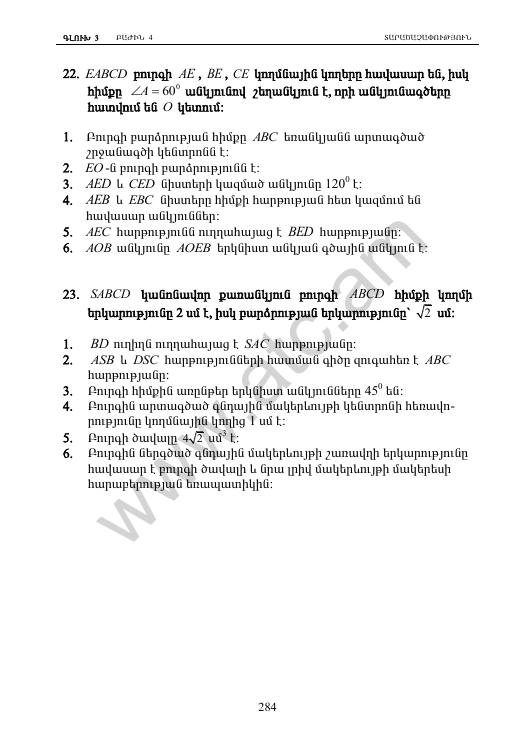 ԳԼՈՒԽ 3 ԲԱԺԻՆ 4 ՏԱՐԱԾԱՉԱՓՈՒԹՅՈՒՆ
22. EABCD բուրգի AE , BE , CE կողմնային կողերը հավասար են, իսկ
հիմքը ∠A = 60⁰ անկյունով շեղանկյուն է, որի անկյունագծերը
հատվում են O կետում:
1. Բուրգի բարձրության հիմքը ABC եռանկյանն արտագծած
շրջանագծի կենտրոնն է:
2. EO -ն բուրգի բարձրությունն է:
3. AED և CED նիստերի կազմած անկյունը 120⁰ է:
4. AEB և EBC նիստերը հիմքի հարթության հետ կազմում են
հավասար անկյուններ:
5. AEC հարթությունն ուղղահայաց է BED հարթությանը:
6. AOB անկյունը AOEB երկնիստ անկյան գծային անկյունն է:
23. SABCD կանոնավոր քառանկյուն բուրգի ABCD հիմքի կողմի
երկարությունը 2 սմ է, իսկ բարձրության երկարությունը՝ √2 սմ:
1. BD ուղիղն ուղղահայաց է SAC հարթությանը:
2. ASB և DSC հարթությունների հատման գիծը զուգահեռ է ABC
հարթությանը:
3. Բուրգի հիմքին առընթեր երկնիստ անկյունները 45⁰ են:
4. Բուրգին արտագծած գնդային մակերևույթի կենտրոնի հեռավո-
րությունը կողմնային կողից 1 սմ է:
5. Բուրգի ծավալը 4√2 սմ³ է:
6. Բուրգին ներգծած գնդային մակերևույթի շառավղի երկարությունը
հավասար է բուրգի ծավալի և նրա լրիվ մակերևույթի մակերեսի
հարաբերության եռապատիկին:
www.atc.am
284